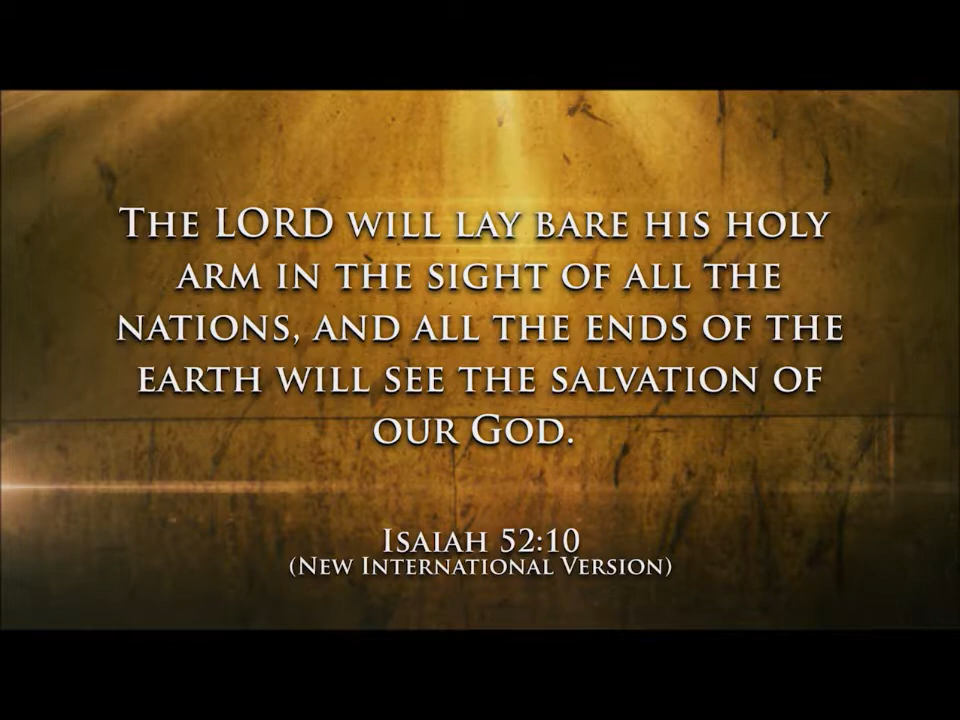 The LORD will lay bare his holy
arm in the sight of all the
nations, and all the ends of the
earth will see the salvation of
our God.
Isaiah 52:10
(New International Version)